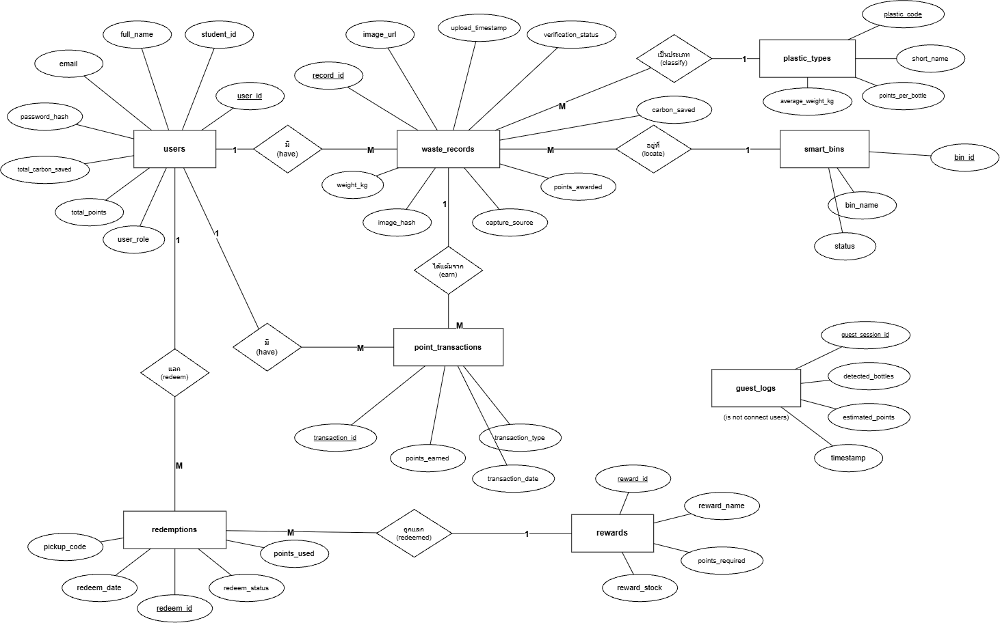 plastic_code
full_name
student_id
image_url
upload_timestamp
verification_status
เป็นประเภท
(classify)
1
plastic_types
short_name
email
record_id
user_id
average_weight_kg
points_per_bottle
M
password_hash
carbon_saved
users
1
มี
(have)
M
waste_records
M
อยู่ที่
(locate)
1
smart_bins
bin_id
total_carbon_saved
weight_kg
points_awarded
total_points
1
bin_name
image_hash
capture_source
user_role
1
1
status
ได้แต้มจาก
(earn)
M
มี
(have)
M
point_transactions
guest_session_id
แลก
(redeem)
detected_bottles
guest_logs
(is not connect users)
estimated_points
transaction_id
transaction_type
points_earned
timestamp
M
transaction_date
reward_id
reward_name
redemptions
M
ถูกแลก
(redeemed)
1
rewards
pickup_code
points_used
points_required
redeem_date
redeem_status
reward_stock
redeem_id